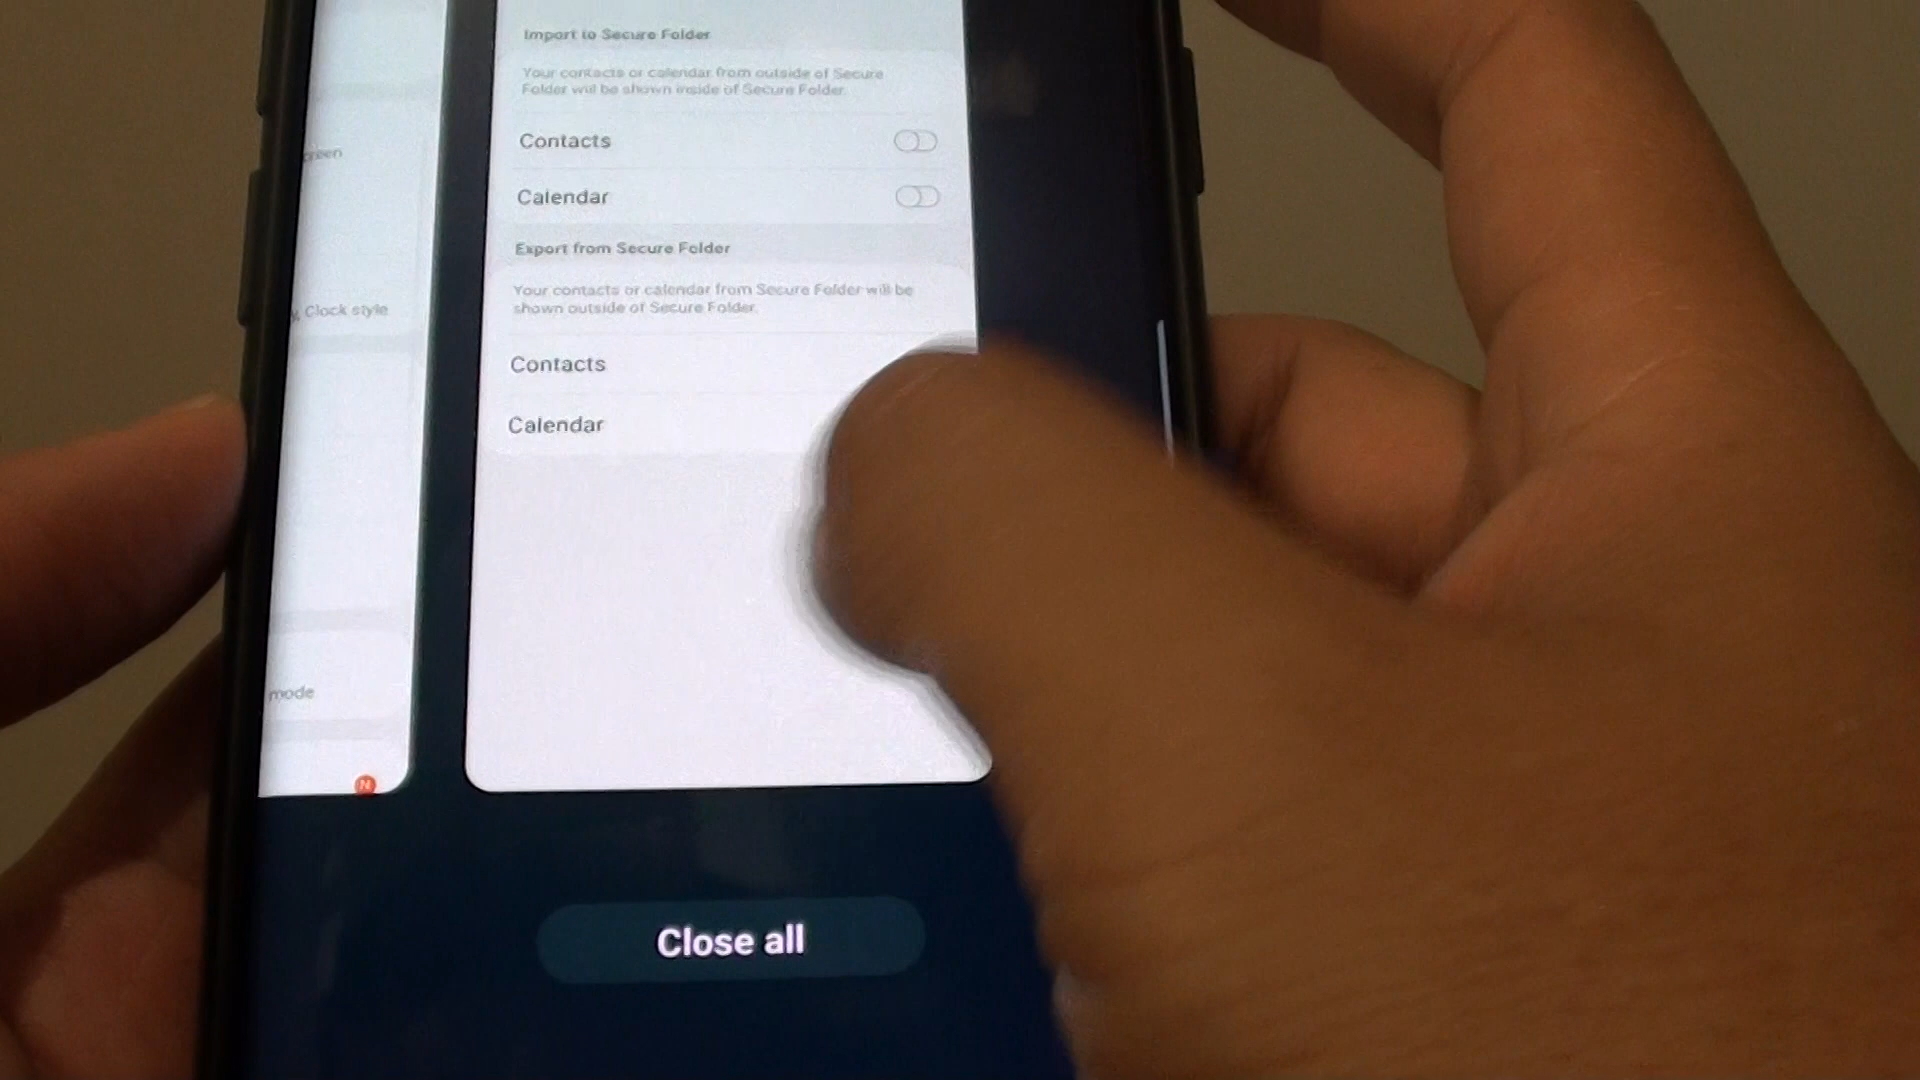 Import to Secure Folder
Your contacts or calendar from outside of Secure
Folder will be shown inside of Secure Folder.
Contacts
Calendar
Export from Secure Folder
Your contacts or calendar from Secure Folder will be
shown outside of Secure Folder.
Contacts
Calendar
Clock style
mode
N
Close all